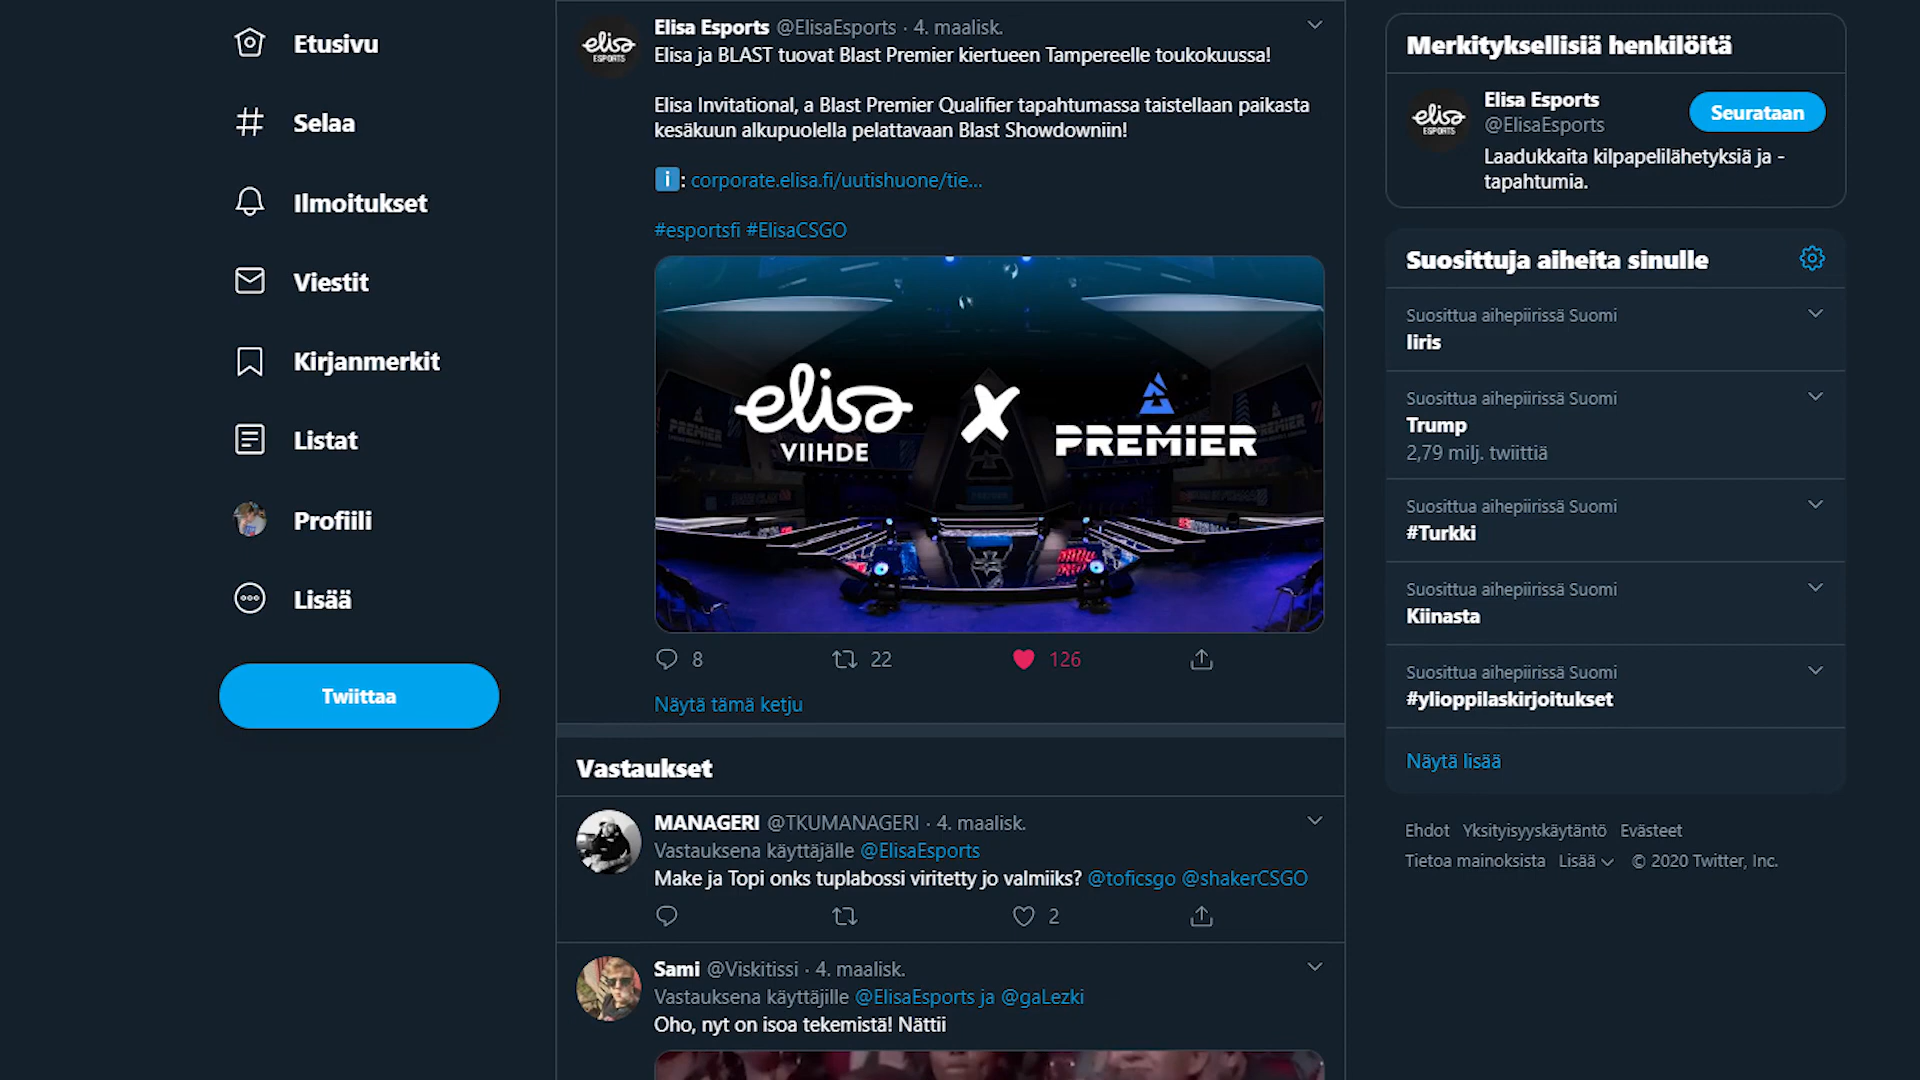 Etusivu
Selaa
Ilmoitukset
Viestit
Kirjanmerkit
Listat
Profiili
Lisää
Twiittaa
elisa
ESPORTS
Elisa Esports @ElisaEsports · 4. maalisk.
Elisa ja BLAST tuovat Blast Premier kiertueen Tampereelle toukokuussa!
Elisa Invitational, a Blast Premier Qualifier tapahtumassa taistellaan paikasta
kesäkuun alkupuolella pelattavaan Blast Showdowniin!
ℹ️: corporate.elisa.fi/uutishuone/tie...
#esportsfi #ElisaCSGO
elisa
VIIHDE
X
PREMIER
8
22
126
Näytä tämä ketju
Vastaukset
MANAGERI @TKUMANAGERI · 4. maalisk.
Vastauksena käyttäjälle @ElisaEsports
Make ja Topi onks tuplabossi viritetty jo valmiiks? @toficsgo @shakerCSGO
2
Sami @Viskitissi · 4. maalisk.
Vastauksena käyttäjille @ElisaEsports ja @gaLezki
Oho, nyt on isoa tekemistä! Nättii
Merkityksellisiä henkilöitä
elisa
ESPORTS
Elisa Esports
@ElisaEsports
Seurataan
Laadukkaita kilpapelilähetyksiä ja -
tapahtumia.
Suosittuja aiheita sinulle
Suosittua aihepiirissä Suomi
Iiris
Suosittua aihepiirissä Suomi
Trump
2,79 milj. twiittiä
Suosittua aihepiirissä Suomi
#Turkki
Suosittua aihepiirissä Suomi
Kiinasta
Suosittua aihepiirissä Suomi
#ylioppilaskirjoitukset
Näytä lisää
Ehdot Yksityisyyskäytäntö Evästeet
Tietoa mainoksista Lisää © 2020 Twitter, Inc.